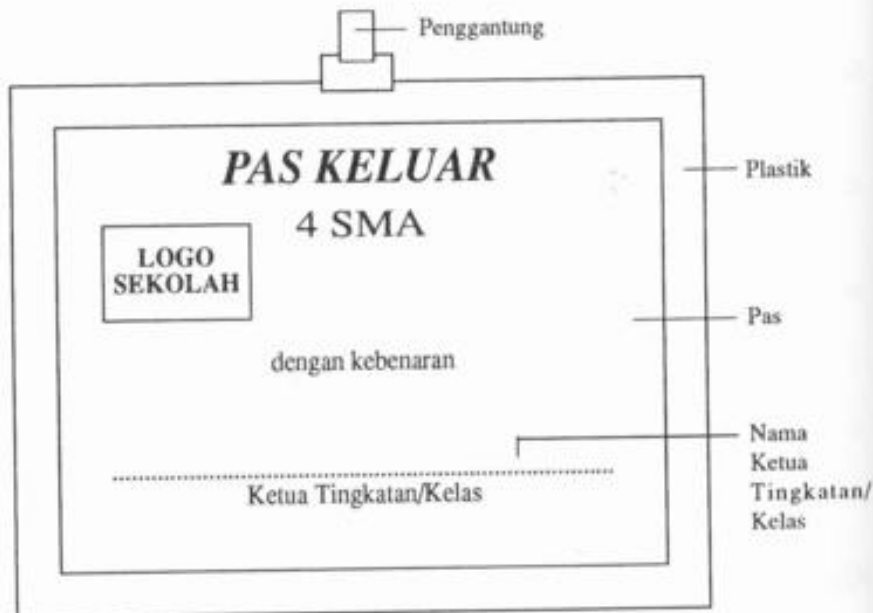 Penggantung
PAS KELUAR
Plastik
4 SMA
LOGO
SEKOLAH
Pas
dengan kebenaran
Nama
Ketua
Tingkatan/
Kelas
Ketua Tingkatan/Kelas